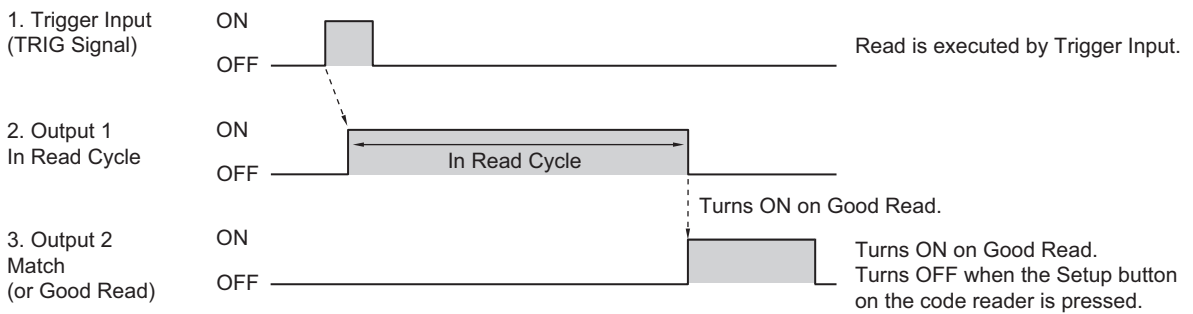 1. Trigger Input
(TRIG Signal)
ON
OFF
Read is executed by Trigger Input.
2. Output 1
In Read Cycle
ON
OFF
In Read Cycle
Turns ON on Good Read.
3. Output 2
Match
(or Good Read)
ON
OFF
Turns ON on Good Read.
Turns OFF when the Setup button
on the code reader is pressed.